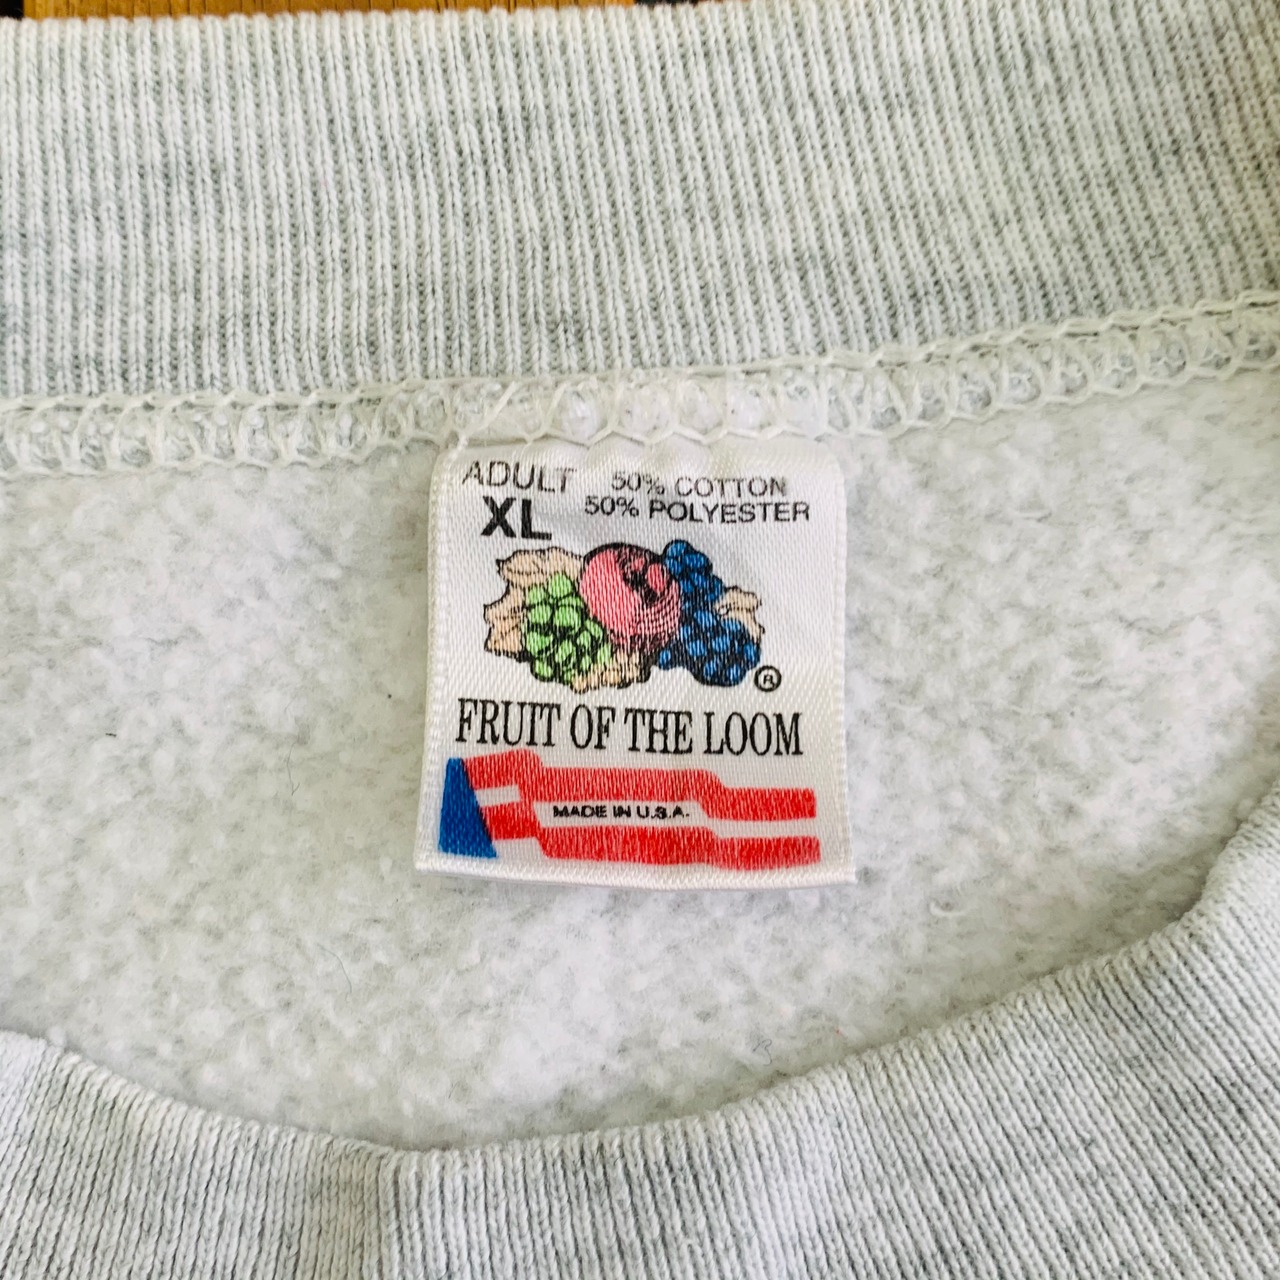 ADULT 50% COTTON
XL 50% POLYESTER
®
FRUIT OF THE LOOM
MADE IN U.S.A.